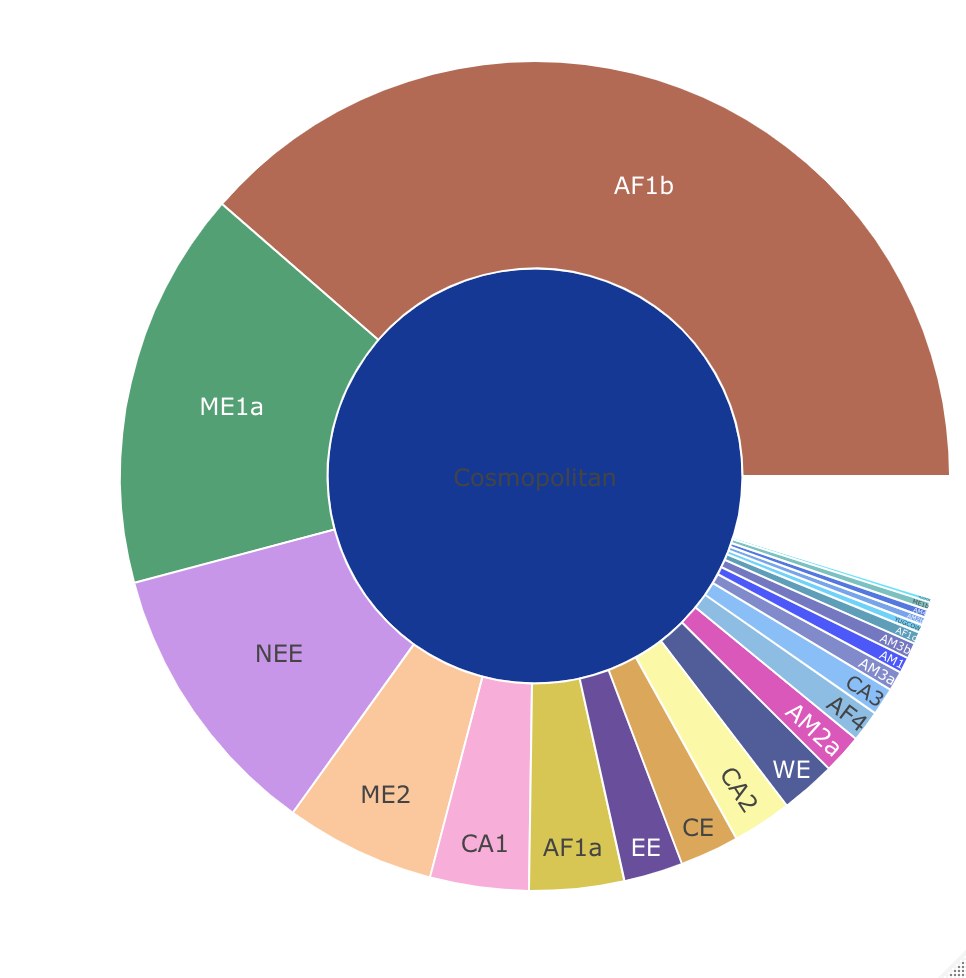 AF1b
ME1a
Cosmopolitan
NEE
ME2
CA1
AF1a
EE
CE
CA2
WE
AM2a
AF4
CA3
AM3a
AM1
AM3b